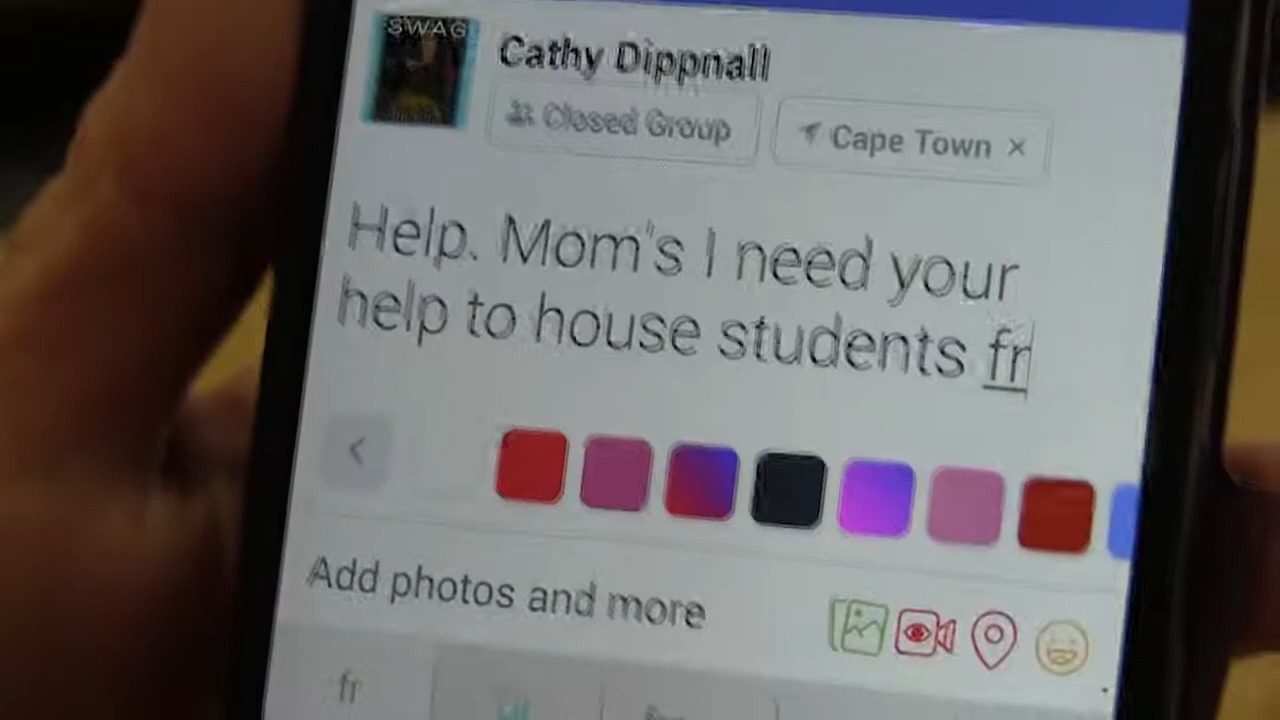 SWAG
Cathy Dippnall
Closed Group
Cape Town ×
Help. Mom's I need your
help to house students fr
Add photos and more
fr